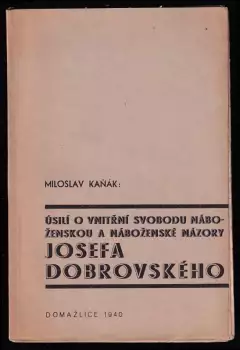 MILOSLAV KAŇÁK:
ÚSILÍ O VNITŘNÍ SVOBODU NÁBO-
ŽENSKOU A NÁBOŽENSKÉ NÁZORY
JOSEFA
DOBROVSKÉHO
DOMAŽLICE 1940